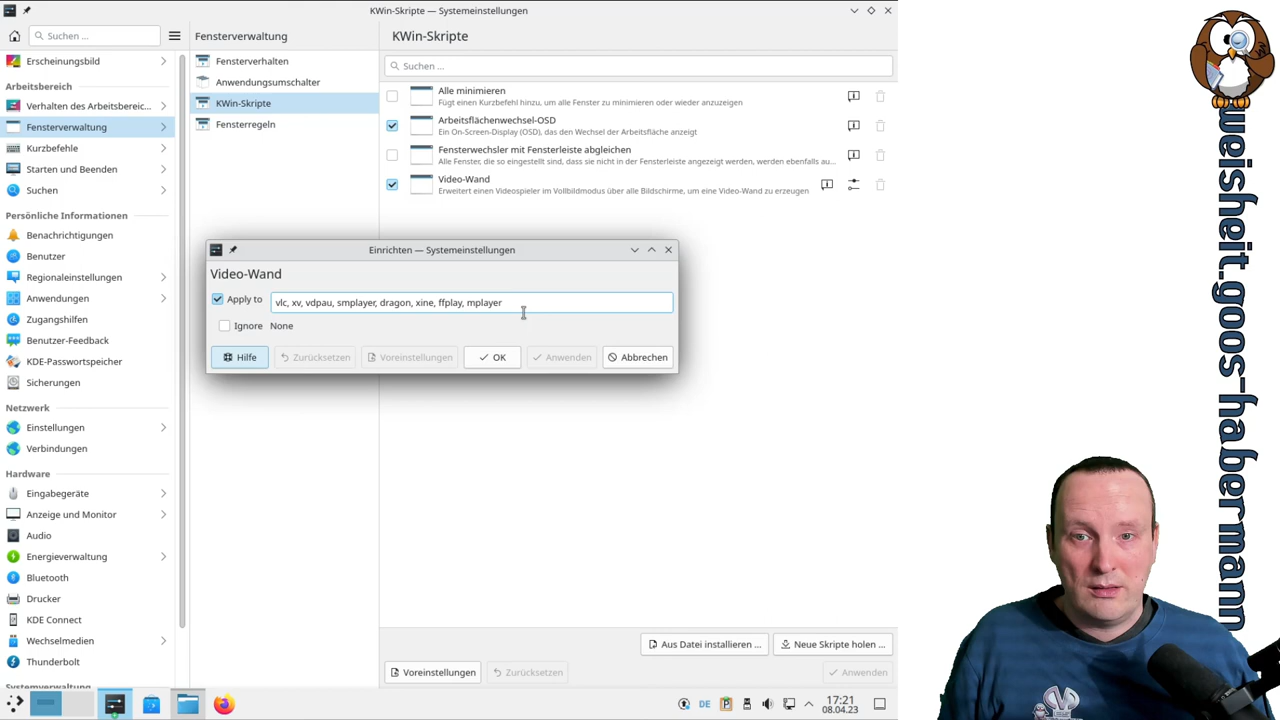 KWin-Skripte — Systemeinstellungen
Suchen ...
Erscheinungsbild
Arbeitsbereich
Verhalten des Arbeitsbereic...
Fensterverwaltung
Kurzbefehle
Starten und Beenden
Suchen
Persönliche Informationen
Benachrichtigungen
Benutzer
Regionaleinstellungen
Anwendungen
Zugangshilfen
Benutzer-Feedback
KDE-Passwortspeicher
Sicherungen
Netzwerk
Einstellungen
Verbindungen
Hardware
Eingabegeräte
Anzeige und Monitor
Audio
Energieverwaltung
Bluetooth
Drucker
KDE Connect
Wechselmedien
Thunderbolt
Systemverwaltung
Fensterverwaltung
Fensterverhalten
Anwendungsumschalter
KWin-Skripte
Fensterregeln
KWin-Skripte
Suchen ...
Alle minimieren
Fügt einen Kurzbefehl hinzu, um alle Fenster zu minimieren oder wieder anzuzeigen
Arbeitsflächenwechsel-OSD
Ein On-Screen-Display (OSD), das den Wechsel der Arbeitsfläche anzeigt
Fensterwechsler mit Fensterleiste abgleichen
Alle Fenster, die so eingestellt sind, dass sie nicht in der Fensterleiste angezeigt werden, werden ebenfalls au...
Video-Wand
Erweitert einen Videospieler im Vollbildmodus über alle Bildschirme, um eine Video-Wand zu erzeugen
Einrichten — Systemeinstellungen
Video-Wand
Apply to vlc, xv, vdpau, smplayer, dragon, xine, ffplay, mplayer
Ignore None
Hilfe Zurücksetzen Voreinstellungen OK Anwenden Abbrechen
Aus Datei installieren ... Neue Skripte holen ...
Voreinstellungen Zurücksetzen Anwenden
DE
17:21
08.04.23
weisheit.goos-habermann